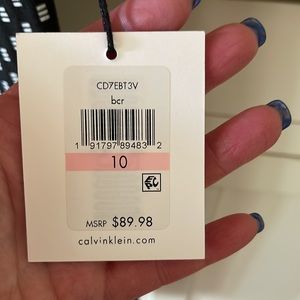 CD7EBT3V
bcr
1 91797 89483 2
10
MSRP $89.98
calvinklein.com